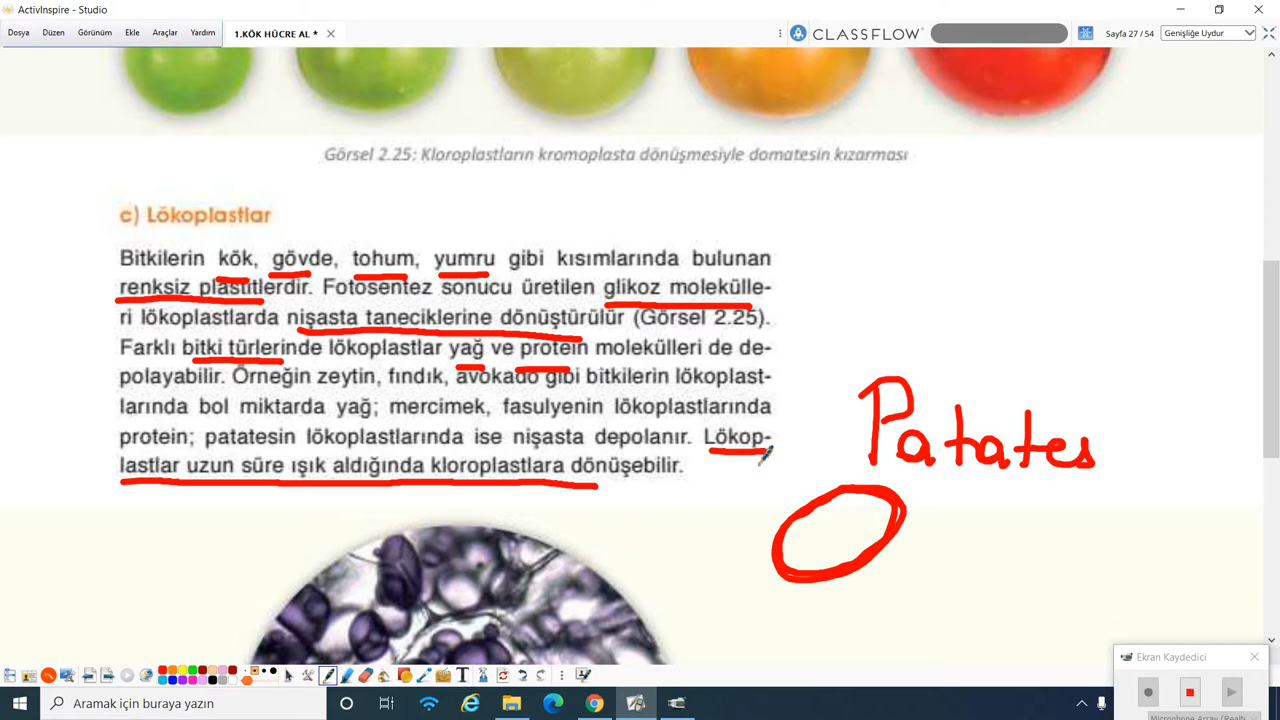 ActivInspire - Studio
Dosya Düzen Görünüm Ekle Araçlar Yardım
1.KÖK HÜCRE AL *
CLASSFLOW
Sayfa 27 / 54
Genişliğe Uydur
Görsel 2.25: Kloroplastların kromoplasta dönüşmesiyle domatesin kızarması
c) Lökoplastlar
Bitkilerin kök, gövde, tohum, yumru gibi kısımlarında bulunan
renksiz plastitlerdir. Fotosentez sonucu üretilen glikoz molekülle-
ri lökoplastlarda nişasta taneciklerine dönüştürülür (Görsel 2.25).
Farklı bitki türlerinde lökoplastlar yağ ve protein molekülleri de de-
polayabilir. Örneğin zeytin, fındık, avokado gibi bitkilerin lökoplast-
larında bol miktarda yağ; mercimek, fasulyenin lökoplastlarında
protein; patatesin lökoplastlarında ise nişasta depolanır. Lökop-
lastlar uzun süre ışık aldığında kloroplastlara dönüşebilir.
Patates
Ekran Kaydedici
Aramak için buraya yazın